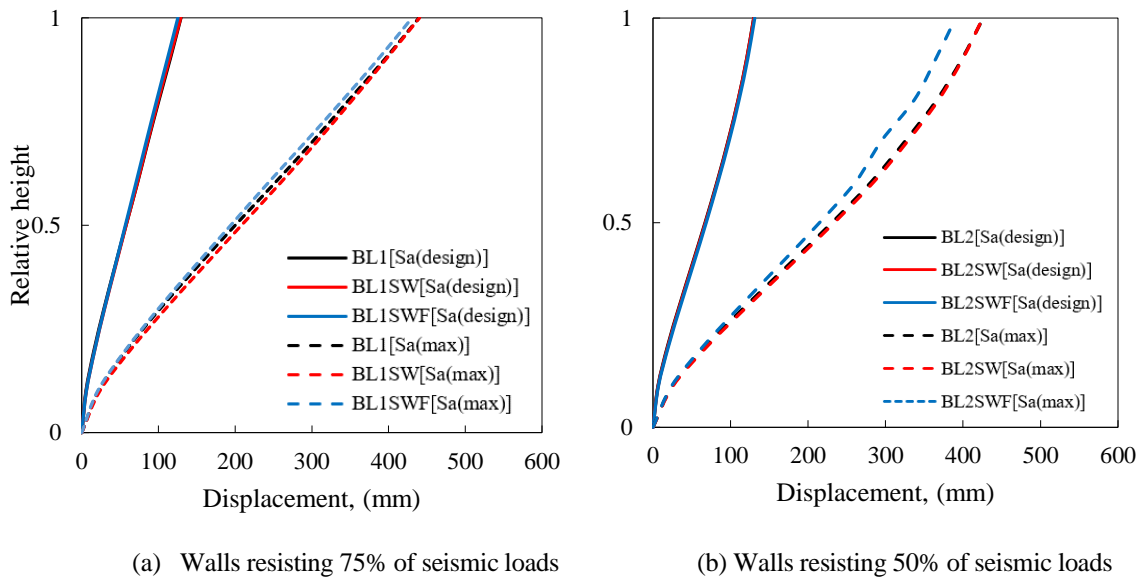 1
0.5
0
Relative height
BL1[Sa(design)]
BL1SW[Sa(design)]
BL1SWF[Sa(design)]
BL1[Sa(max)]
BL1SW[Sa(max)]
BL1SWF[Sa(max)]
0 100 200 300 400 500 600
Displacement, (mm)
(a) Walls resisting 75% of seismic loads
1
0.5
0
BL2[Sa(design)]
BL2SW[Sa(design)]
BL2SWF[Sa(design)]
BL2[Sa(max)]
BL2SW[Sa(max)]
BL2SWF[Sa(max)]
0 100 200 300 400 500 600
Displacement, (mm)
(b) Walls resisting 50% of seismic loads